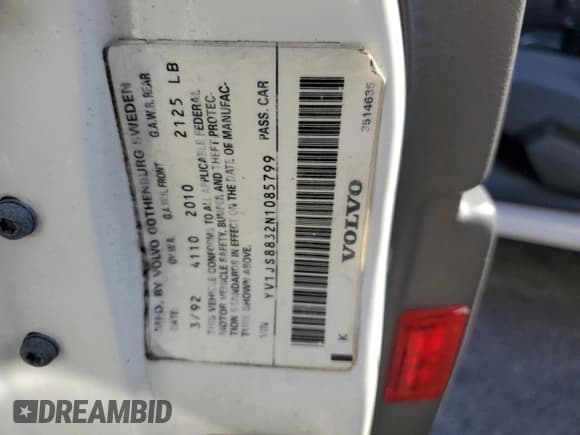 MFD. BY VOLVO GOTHENBURG SWEDEN
DATE: G.V.W.R. G.A.W.R. FRONT G.A.W.R. REAR
3/92 4110 2010 2125 LB
THIS VEHICLE CONFORMS TO ALL APPLICABLE FEDERAL
MOTOR VEHICLE SAFETY, BUMPER, AND THEFT PROTEC-
TION STANDARDS IN EFFECT ON THE DATE OF MANUFAC-
TURE SHOWN ABOVE.
VIN: YV1JS8832N1085799 PASS. CAR
K VOLVO 3514635
DREAMBID